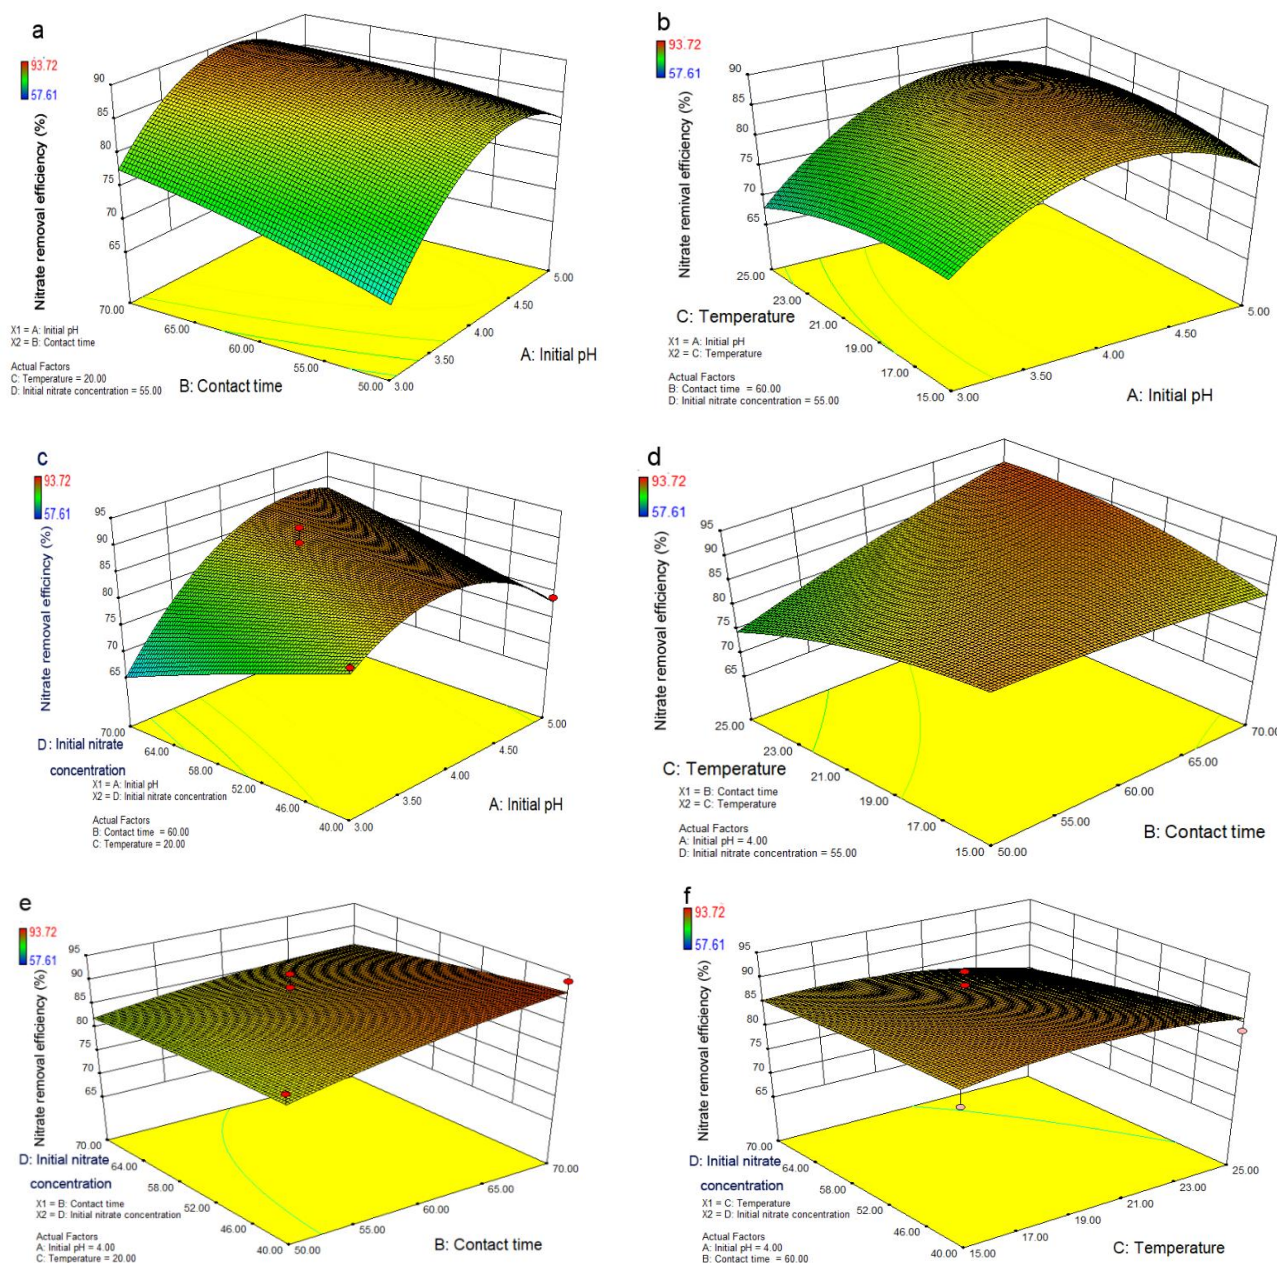 a
93.72
57.61
Nitrate removal efficiency (%)
90
85
80
75
70
65
70.00
65.00
60.00
55.00
50.00
3.00
3.50
4.00
4.50
5.00
A: Initial pH
B: Contact time
X1 = A: Initial pH
X2 = B: Contact time
Actual Factors
C: Temperature = 20.00
D: Initial nitrate concentration = 55.00
b
93.72
57.61
Nitrate remival efficiency (%)
90
85
80
75
70
65
25.00
23.00
21.00
19.00
17.00
15.00
3.00
3.50
4.00
4.50
5.00
C: Temperature
A: Initial pH
X1 = A: Initial pH
X2 = C: Temperature
Actual Factors
B: Contact time = 60.00
D: Initial nitrate concentration = 55.00
c
93.72
57.61
Nitrate removal efficincy (%)
95
90
85
80
75
70
65
70.00
64.00
58.00
52.00
46.00
40.00
3.00
3.50
4.00
4.50
5.00
D: Initial nitrate
concentration
A: Initial pH
X1 = A: Initial pH
X2 = D: Initial nitrate concentration
Actual Factors
B: Contact time = 60.00
C: Temperature = 20.00
d
93.72
57.61
Nitrate removal efficiency (%)
95
90
85
80
75
70
65
25.00
23.00
21.00
19.00
17.00
15.00
50.00
55.00
60.00
65.00
70.00
C: Temperature
B: Contact time
X1 = B: Contact time
X2 = C: Temperature
Actual Factors
A: Initial pH = 4.00
D: Initial nitrate concentration = 55.00
e
93.72
57.61
Nitrate removal efficiency (%)
95
90
85
80
75
70
65
70.00
64.00
58.00
52.00
46.00
40.00
50.00
55.00
60.00
65.00
70.00
D: Initial nitrate
concentration
B: Contact time
X1 = B: Contact time
X2 = D: Initial nitrate concentration
Actual Factors
A: Initial pH = 4.00
C: Temperature = 20.00
f
93.72
57.61
Nitrate removal efficiency (%)
95
90
85
80
75
70
65
70.00
64.00
58.00
52.00
46.00
40.00
15.00
17.00
19.00
21.00
23.00
25.00
D: Initial nitrate
concentration
C: Temperature
X1 = C: Temperature
X2 = D: Initial nitrate concentration
Actual Factors
A: Initial pH = 4.00
B: Contact time = 60.00